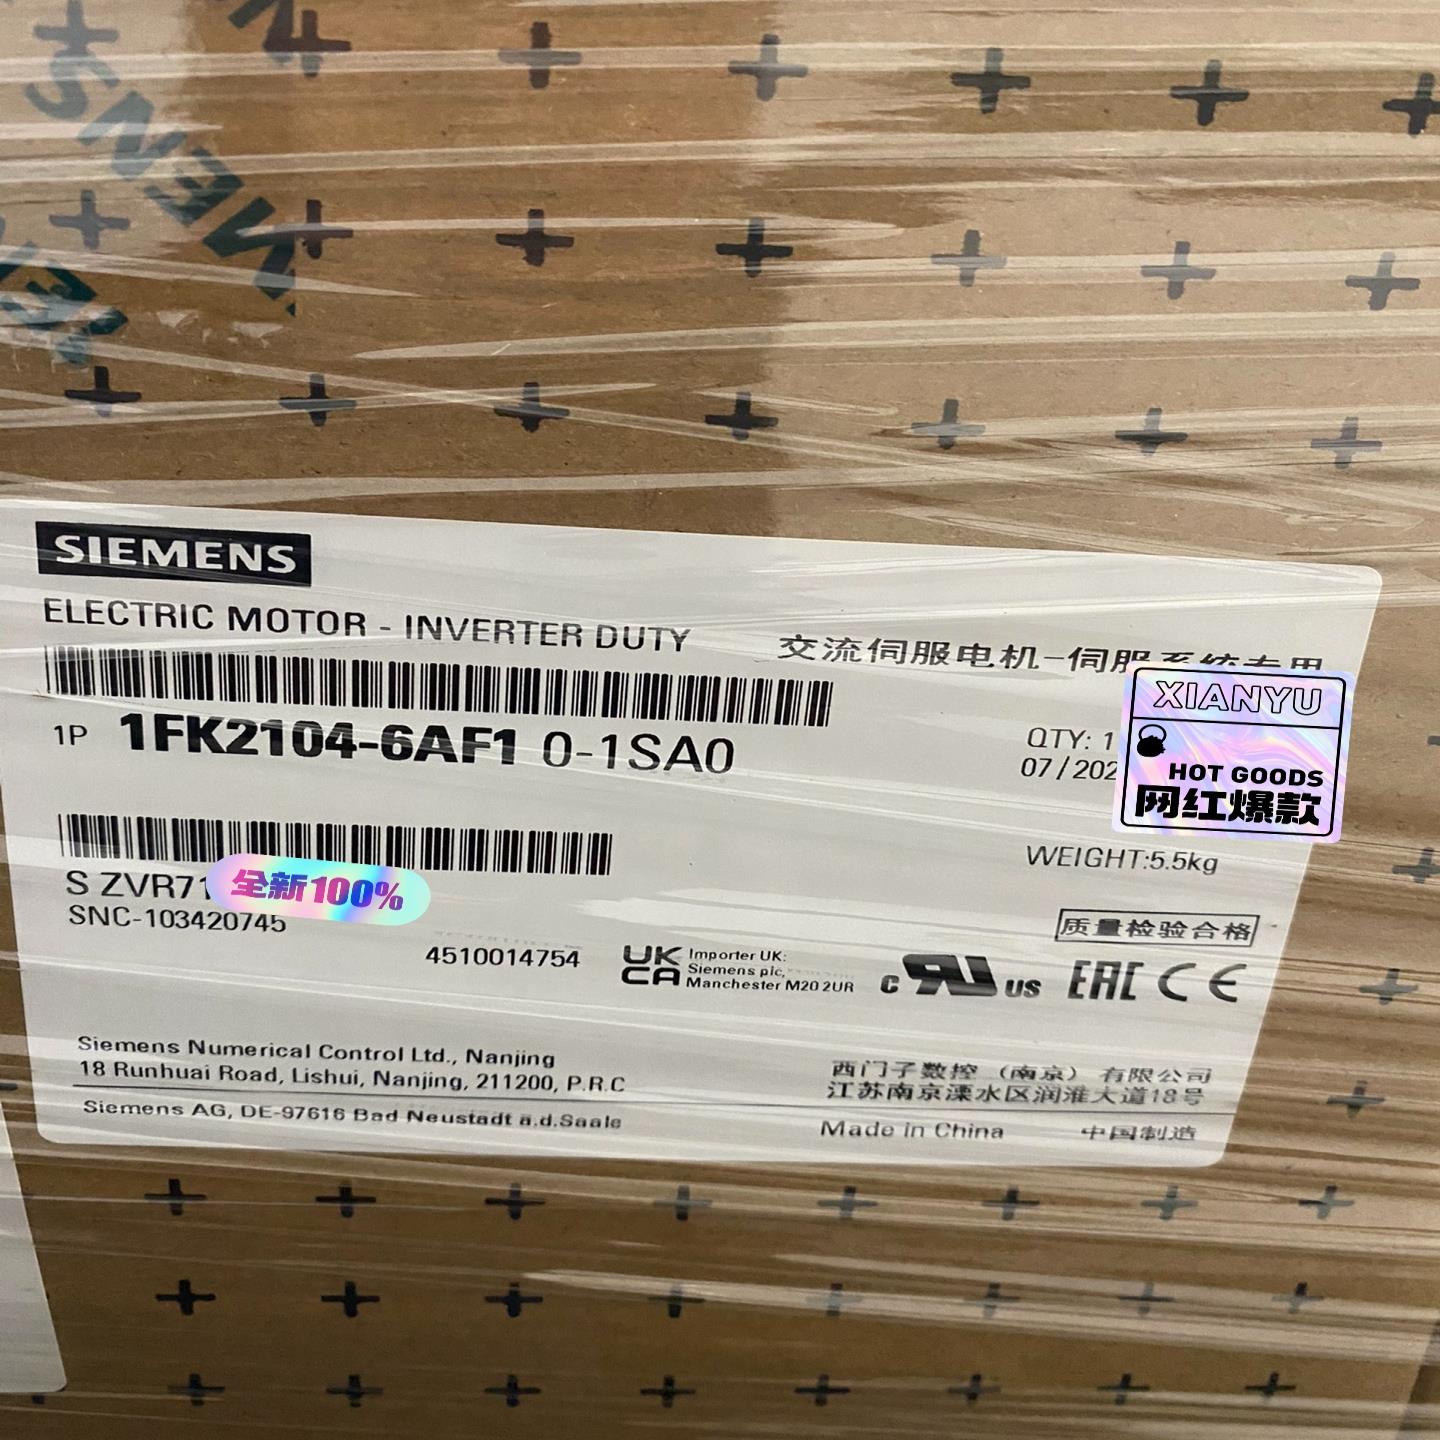 SIEMENS
ELECTRIC MOTOR - INVERTER DUTY
交流伺服电机-伺服系统专用
1P 1FK2104-6AF1 0-1SA0
QTY: 1
07/202
XIANYU
HOT GOODS
网红爆款
WEIGHT:5.5kg
S ZVR71
全新100%
SNC-103420745
质量检验合格
4510014754
UK
CA
Importer UK:
Siemens plc,
Manchester M20 2UR
c RU us
EAC CE
Siemens Numerical Control Ltd., Nanjing
18 Runhuai Road, Lishui, Nanjing, 211200, P.R.C
Siemens AG, DE-97616 Bad Neustadt a.d.Saale
西门子数控 (南京) 有限公司
江苏南京溧水区润淮大道18号
Made in China
中国制造